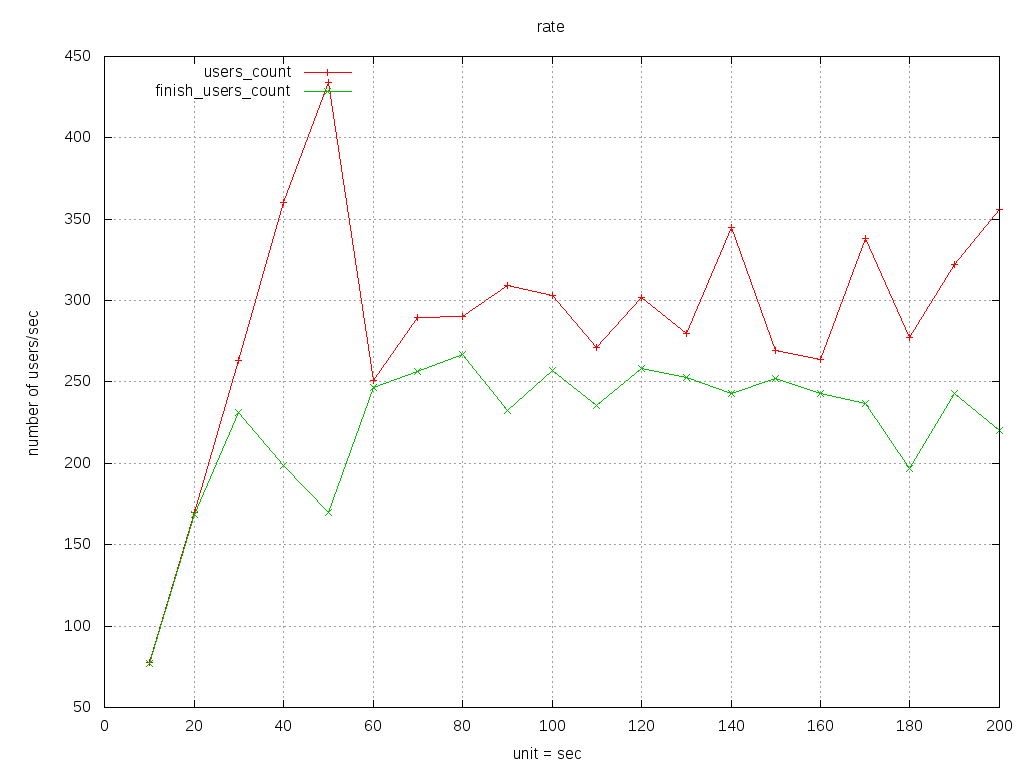 rate
450
400
350
300
250
200
150
100
50
number of users/sec
users_count
finish_users_count
0 20 40 60 80 100 120 140 160 180 200
unit = sec